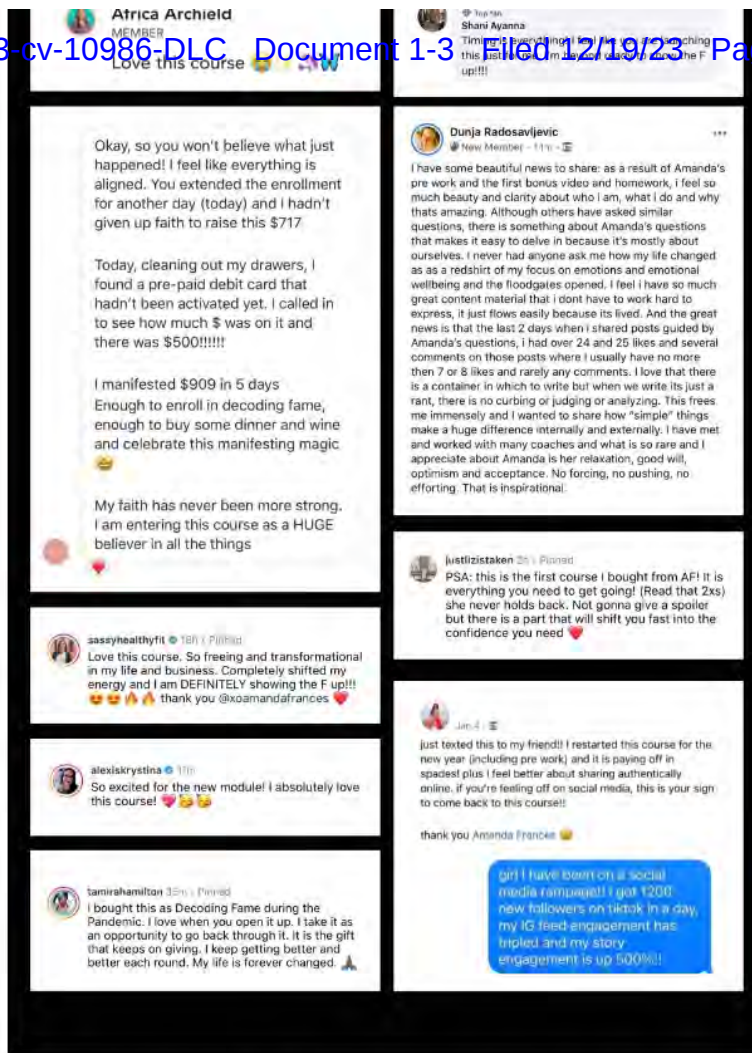 Africa Archield
MEMBER
Love this course
3-cv-10986-DLC Document 1-3 Filed 12/19/23 Pa
Okay, so you won't believe what just
happened! I feel like everything is
aligned. You extended the enrollment
for another day (today) and I hadn't
given up faith to raise this $717
Today, cleaning out my drawers, I
found a pre-paid debit card that
hadn't been activated yet. I called in
to see how much $ was on it and
there was $500!!!!!!
I manifested $909 in 5 days
Enough to enroll in decoding fame,
enough to buy some dinner and wine
and celebrate this manifesting magic
🤩
My faith has never been more strong.
I am entering this course as a HUGE
believer in all the things
❣️
sassyhealthyfit 18h Pinned
Love this course. So freeing and transformational
in my life and business. Completely shifted my
energy and I am DEFINITELY showing the F up!!!
😍😍🔥🔥 thank you @xoamandafrances ❤️
alexiskrystina
So excited for the new module! I absolutely love
this course! 💖😘😘
tamirahamilton Pinned
I bought this as Decoding Fame during the
Pandemic. I love when you open it up. I take it as
an opportunity to go back through it. It is the gift
that keeps on giving. I keep getting better and
better each round. My life is forever changed. 🙏🏾
Top fan
Shani Ayanna
Timing is everything! I feel like you are launching
this just for me. I'm beyond ready to show the F
up!!!!
Dunja Radosavljevic
New Member
I have some beautiful news to share: as a result of Amanda's
pre work and the first bonus video and homework, i feel so
much beauty and clarity about who i am, what i do and why
thats amazing. Although others have asked similar
questions, there is something about Amanda's questions
that makes it easy to delve in because it's mostly about
ourselves. I never had anyone ask me how my life changed
as as a redshirt of my focus on emotions and emotional
wellbeing and the floodgates opened. I feel i have so much
great content material that i dont have to work hard to
express, it just flows easily because its lived. And the great
news is that the last 2 days when i shared posts guided by
Amanda's questions, i had over 24 and 25 likes and several
comments on those posts where I usually have no more
then 7 or 8 likes and rarely any comments. I love that there
is a container in which to write but when we write its just a
rant, there is no curbing or judging or analyzing. This frees
me immensely and I wanted to share how "simple" things
make a huge difference internally and externally. I have met
and worked with many coaches and what is so rare and I
appreciate about Amanda is her relaxation, good will,
optimism and acceptance. No forcing, no pushing, no
efforting. That is inspirational.
justlizistaken Pinned
PSA: this is the first course I bought from AF! It is
everything you need to get going! (Read that 2xs)
she never holds back. Not gonna give a spoiler
but there is a part that will shift you fast into the
confidence you need ❤️
Jan 4
just texted this to my friend!! I restarted this course for the
new year (including pre work) and it is paying off in
spades! plus i feel better about sharing authentically
online. if you're feeling off on social media, this is your sign
to come back to this course!!
thank you Amanda Frances
girl I have been on a social
media rampage!! i got 1200
new followers on tiktok in a day,
my IG feed engagement has
tripled and my story
engagement is up 500%!!